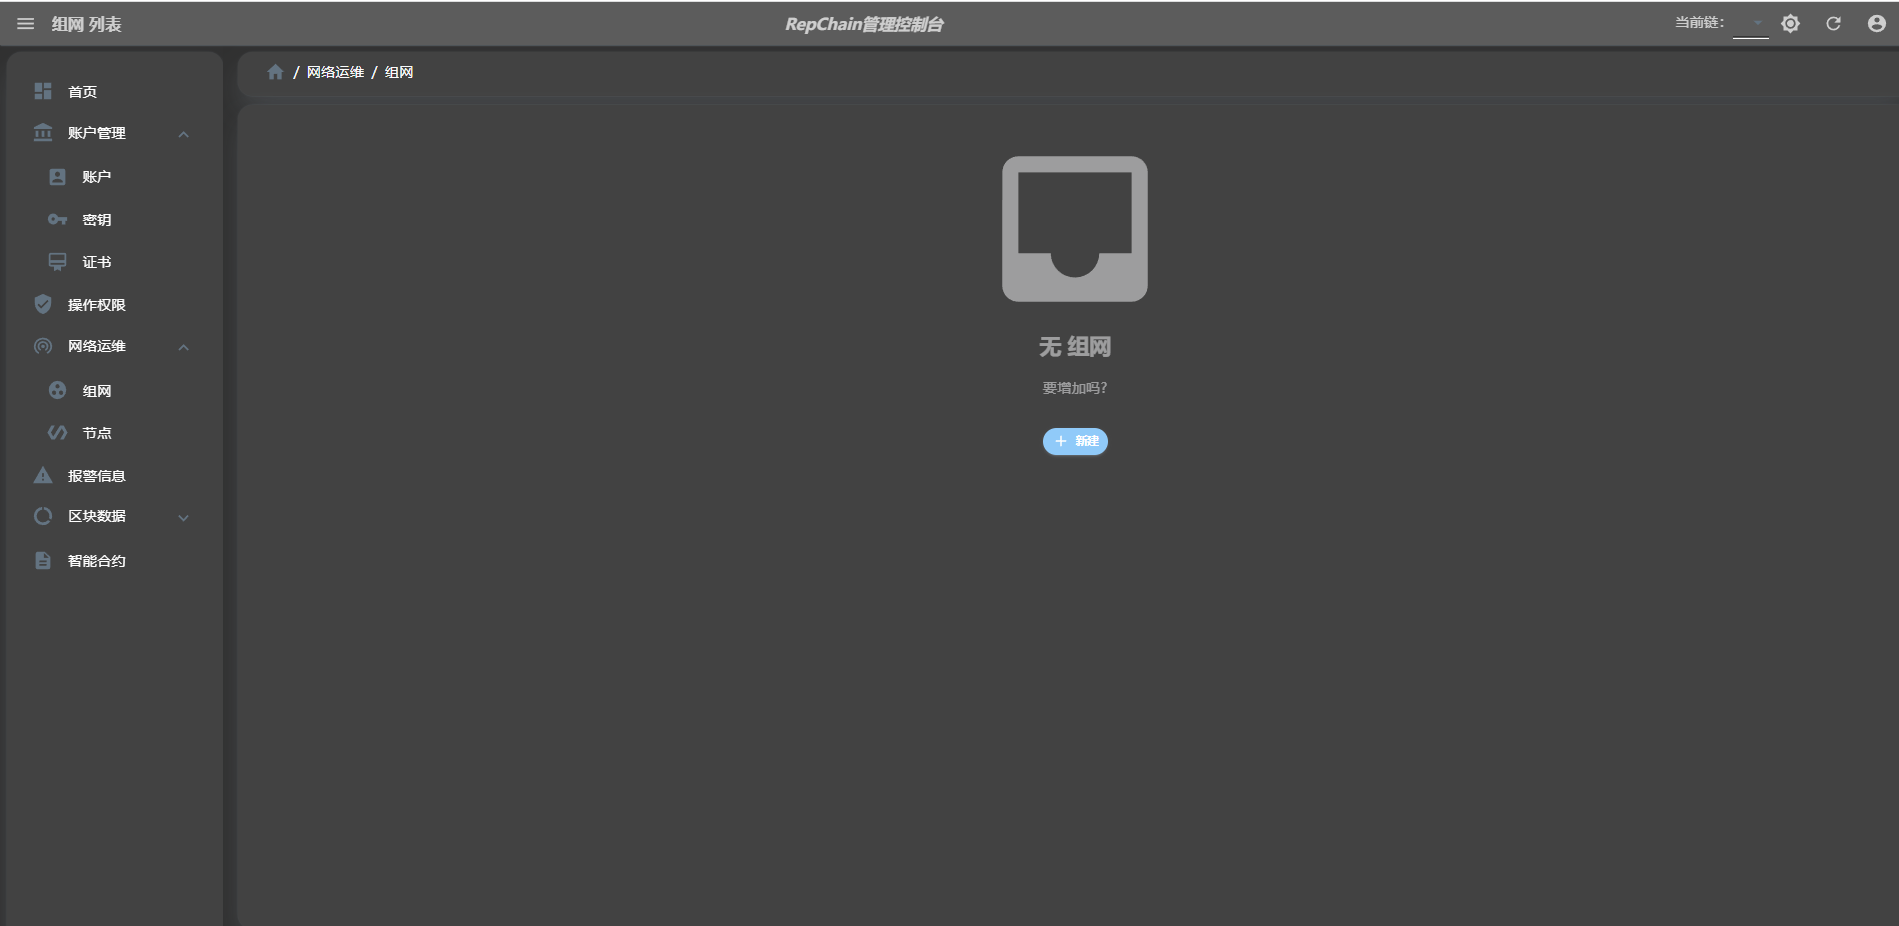 组网 列表
RepChain管理控制台
当前链：
首页
账户管理
账户
密钥
证书
操作权限
网络运维
组网
节点
报警信息
区块数据
智能合约
/ 网络运维 / 组网
无 组网
要增加吗?
+ 新建